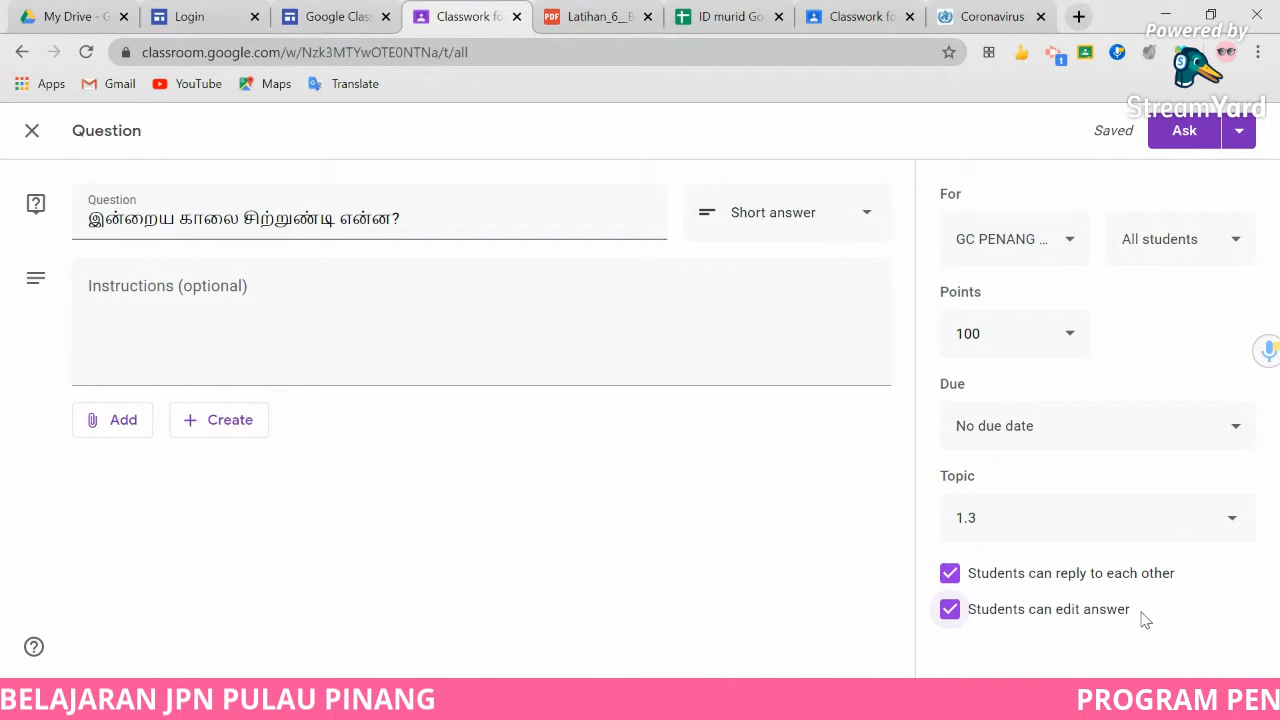 My Drive - G
Login
Google Clas
Classwork fo
Latihan_6__B
ID murid Go
Classwork fo
Coronavirus
classroom.google.com/w/Nzk3MTYwOTE0NTNa/t/all
Powered by
StreamYard
Apps
Gmail
YouTube
Maps
Translate
Question
Saved
Ask
Question
இன்றைய காலை சிற்றுண்டி என்ன?
Short answer
Instructions (optional)
Add
Create
For
GC PENANG ...
All students
Points
100
Due
No due date
Topic
1.3
Students can reply to each other
Students can edit answer
BELAJARAN JPN PULAU PINANG
PROGRAM PEN